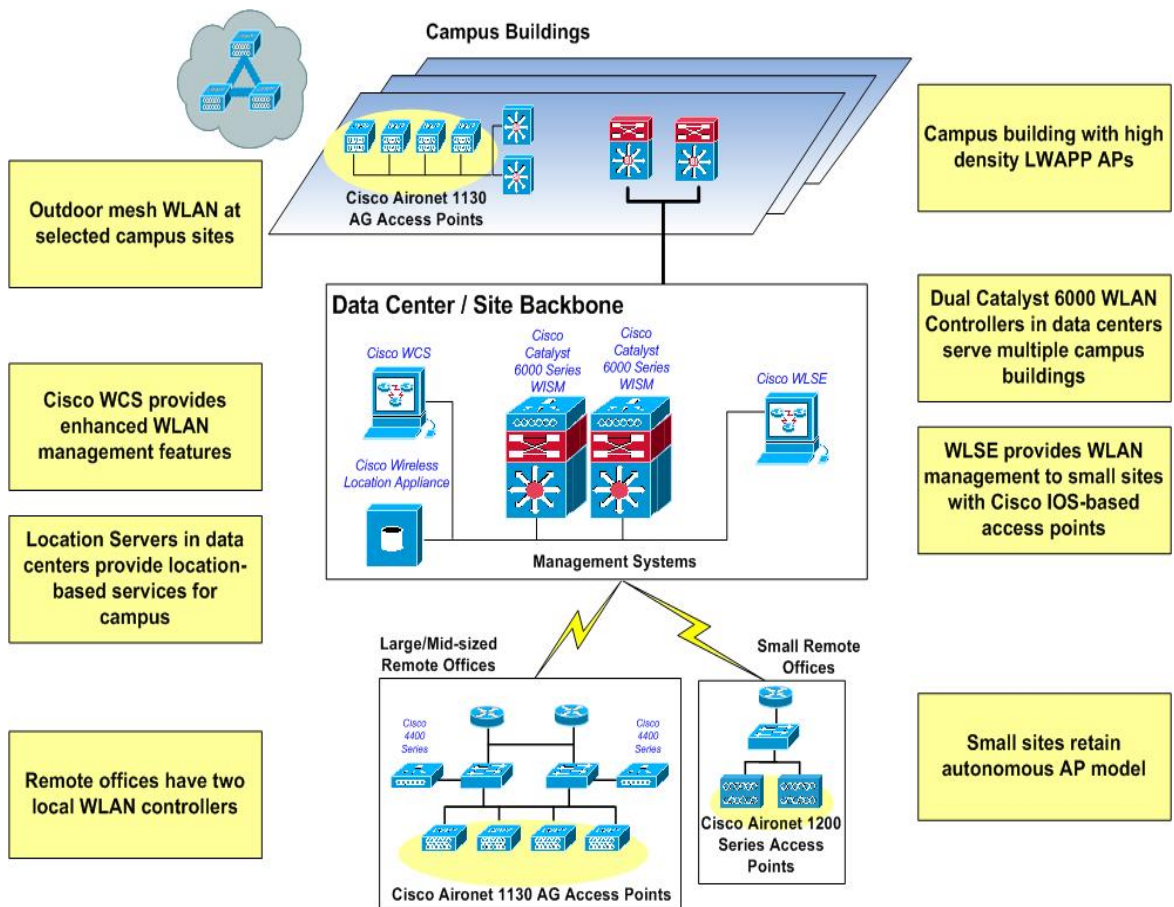 Campus Buildings
Cisco Aironet 1130
AG Access Points
Campus building with high
density LWAPP APs
Outdoor mesh WLAN at
selected campus sites
Data Center / Site Backbone
Cisco WCS
Cisco
Catalyst
6000 Series
WISM
Cisco
Catalyst
6000 Series
WISM
Cisco WLSE
Cisco Wireless
Location Appliance
Management Systems
Dual Catalyst 6000 WLAN
Controllers in data centers
serve multiple campus
buildings
Cisco WCS provides
enhanced WLAN
management features
WLSE provides WLAN
management to small sites
with Cisco IOS-based
access points
Location Servers in data
centers provide location-
based services for
campus
Large/Mid-sized
Remote Offices
Cisco
4400
Series
Cisco
4400
Series
Cisco Aironet 1130 AG Access Points
Small Remote
Offices
Cisco Aironet 1200
Series Access
Points
Remote offices have two
local WLAN controllers
Small sites retain
autonomous AP model